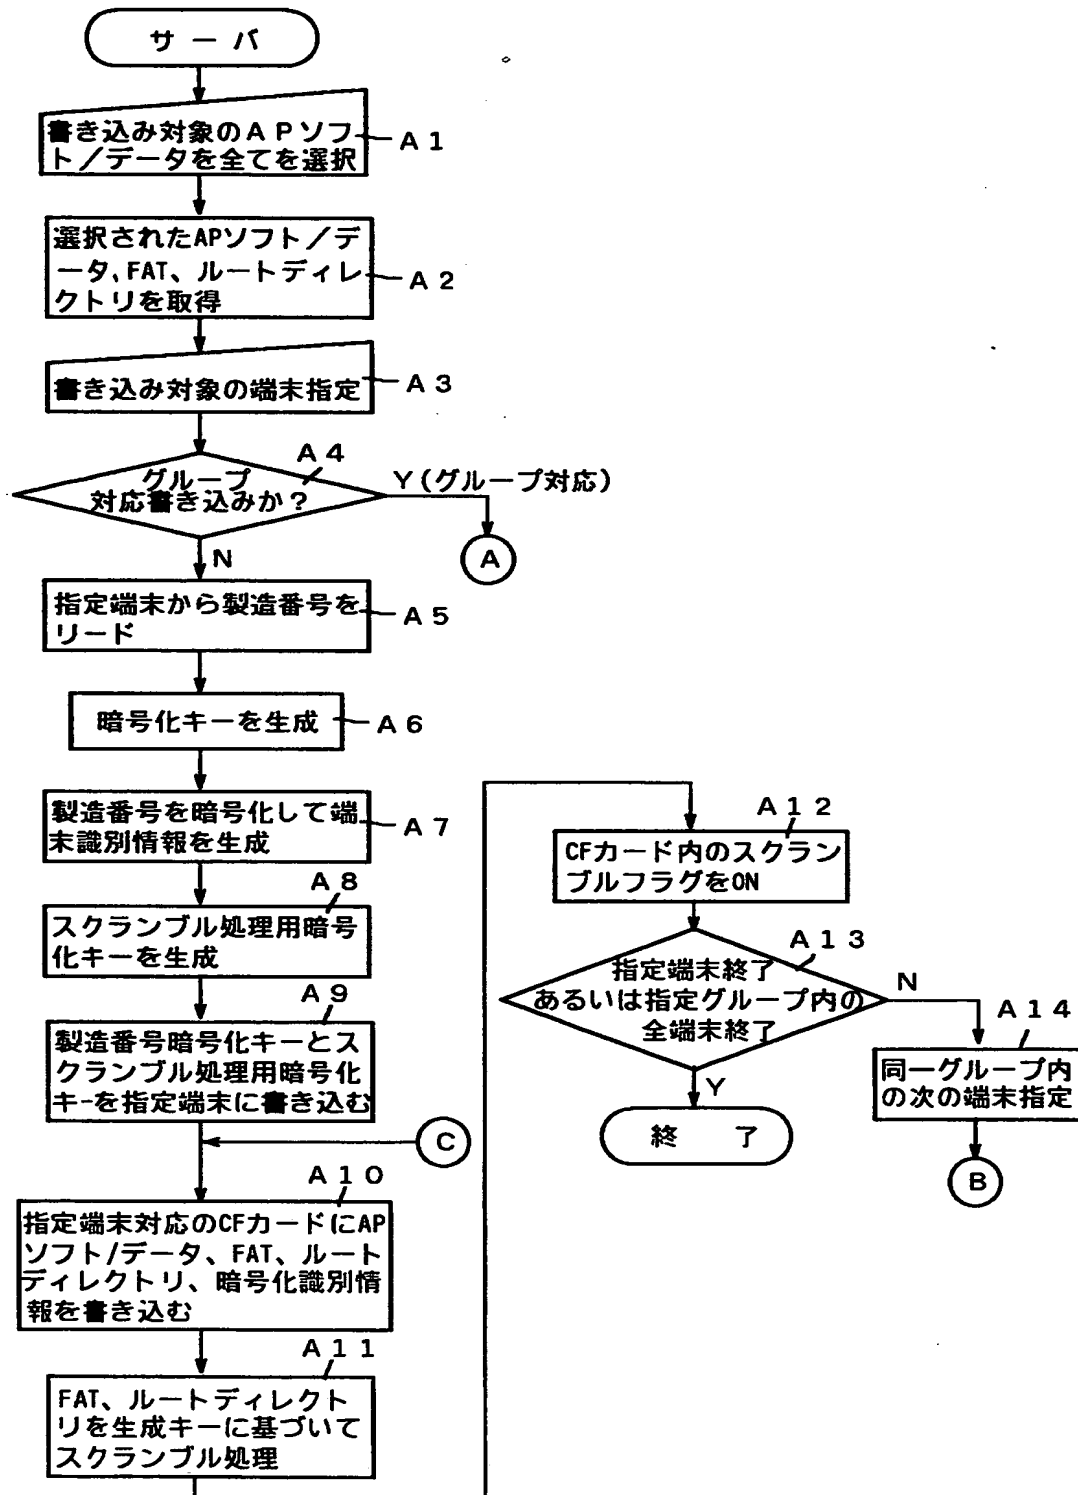 サーバ
書き込み対象のAPソフ
ト/データを全てを選択
A1
選択されたAPソフト/デ
ータ、FAT、ルートディレ
クトリを取得
A2
書き込み対象の端末指定
A3
グループ
対応書き込みか?
A4
Y(グループ対応)
A
N
指定端末から製造番号を
リード
A5
暗号化キーを生成
A6
製造番号を暗号化して端
末識別情報を生成
A7
A8
スクランブル処理用暗号
化キーを生成
A9
製造番号暗号化キーとス
クランブル処理用暗号化
キーを指定端末に書き込む
C
A10
指定端末対応のCFカードにAP
ソフト/データ、FAT、ルート
ディレクトリ、暗号化識別情
報を書き込む
A11
FAT、ルートディレクト
リを生成キーに基づいて
スクランブル処理
A12
CFカード内のスクラン
ブルフラグをON
A13
指定端末終了
あるいは指定グループ内の
全端末終了
N
Y
終 了
A14
同一グループ内
の次の端末指定
B